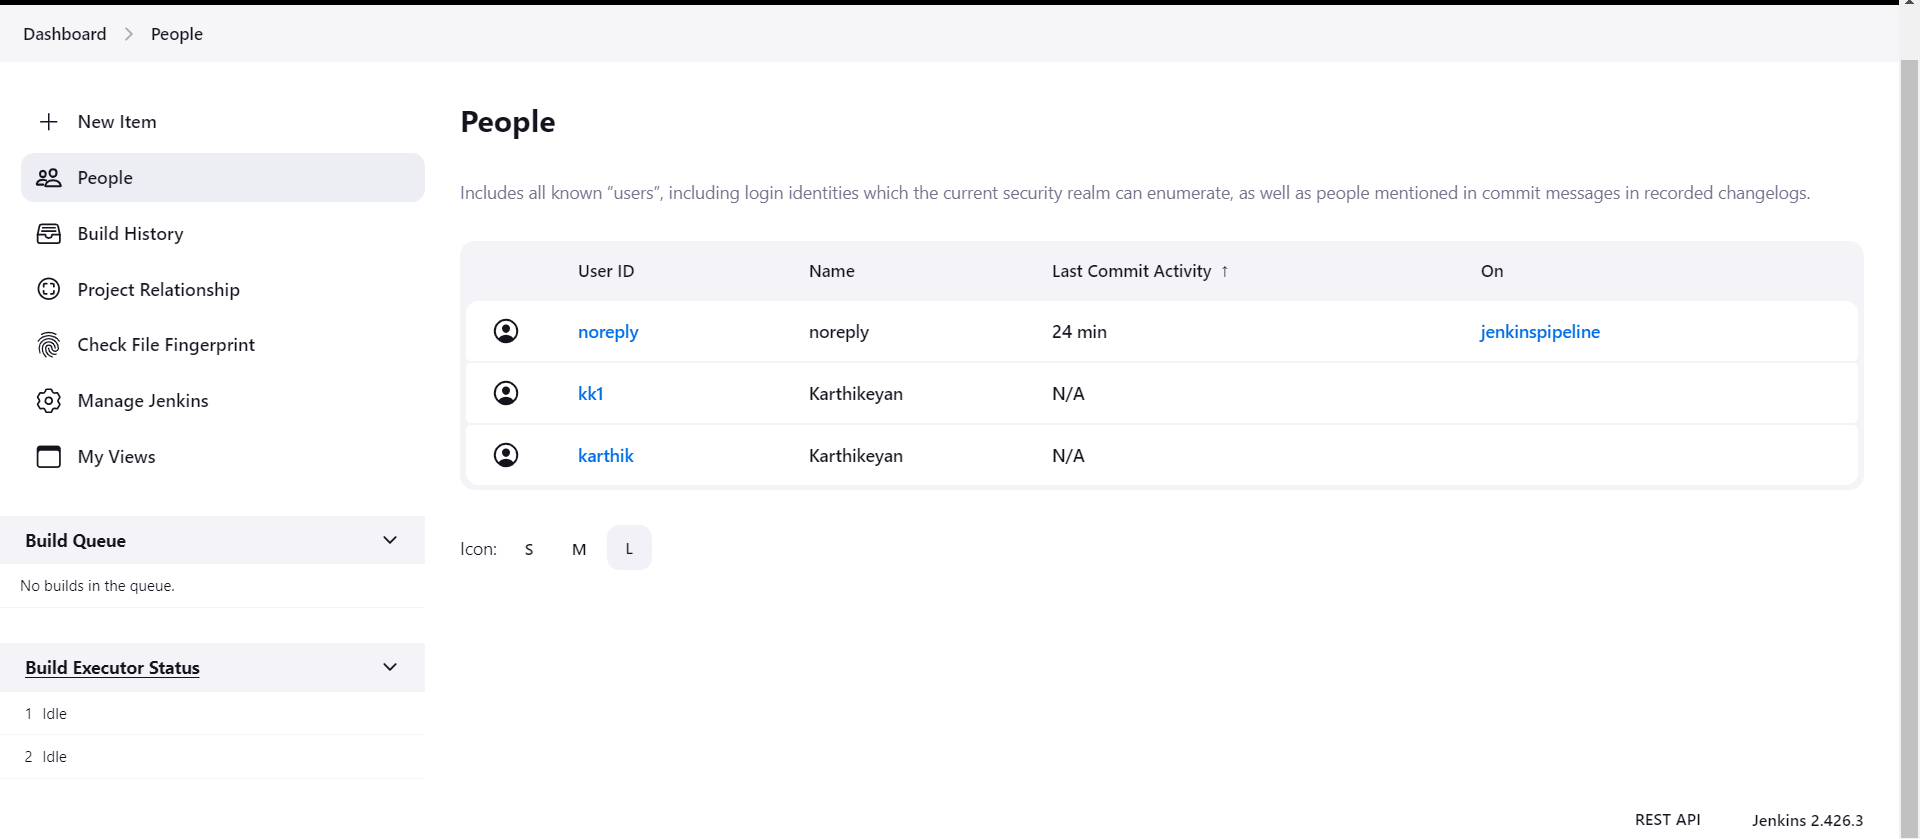 Dashboard > People
New Item
People
Build History
Project Relationship
Check File Fingerprint
Manage Jenkins
My Views
Build Queue
No builds in the queue.
Build Executor Status
1 Idle
2 Idle
People
Includes all known “users”, including login identities which the current security realm can enumerate, as well as people mentioned in commit messages in recorded changelogs.
User ID Name Last Commit Activity ↑ On
noreply noreply 24 min jenkinspipeline
kk1 Karthikeyan N/A
karthik Karthikeyan N/A
Icon: S M L
REST API Jenkins 2.426.3